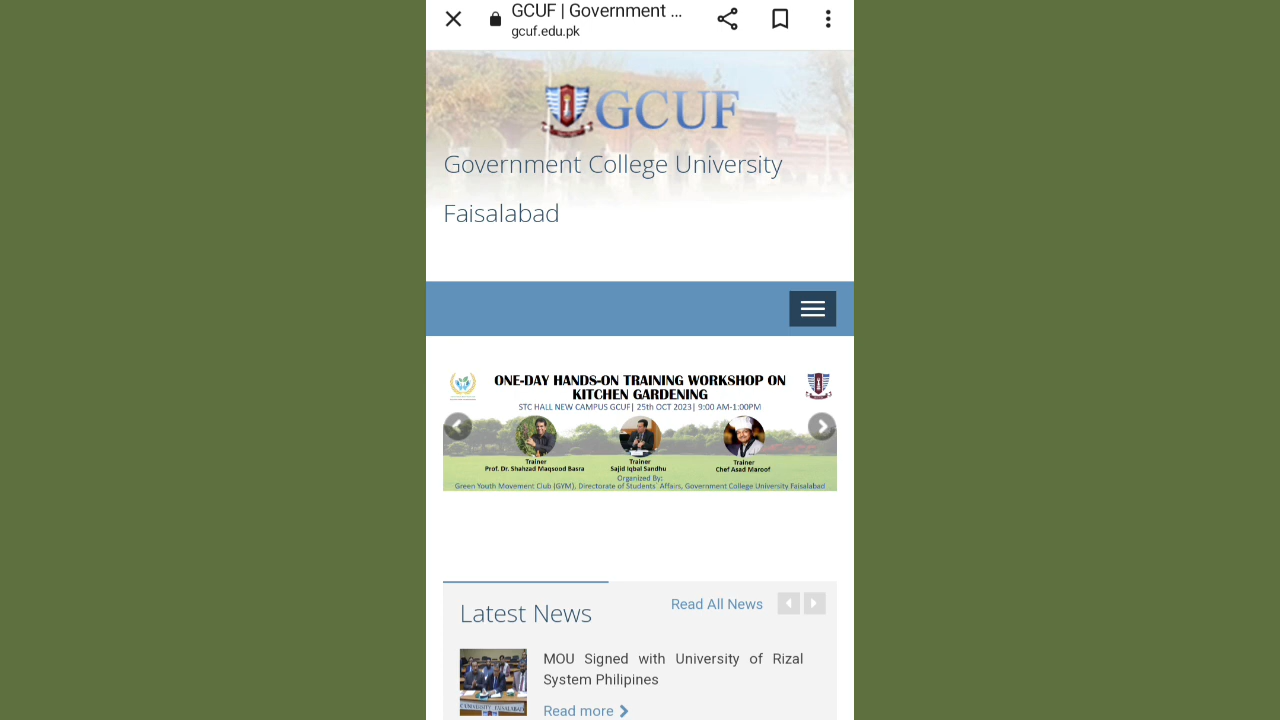 GCUF | Government ...
gcuf.edu.pk
GCUF
Government College University
Faisalabad
ONE-DAY HANDS-ON TRAINING WORKSHOP ON
KITCHEN GARDENING
STC HALL NEW CAMPUS GCUF| 25th OCT 2023| 9:00 AM-1:00PM
Trainer
Prof. Dr. Shahzad Maqsood Basra
Trainer
Sajid Iqbal Sandhu
Trainer
Chef Asad Maroof
Organized By:
Green Youth Movement Club (GYM), Directorate of Students' Affairs, Government College University Faisalabad
Latest News
Read All News
MOU Signed with University of Rizal
System Philipines
Read more
UNIVERSITY FAISALABAD